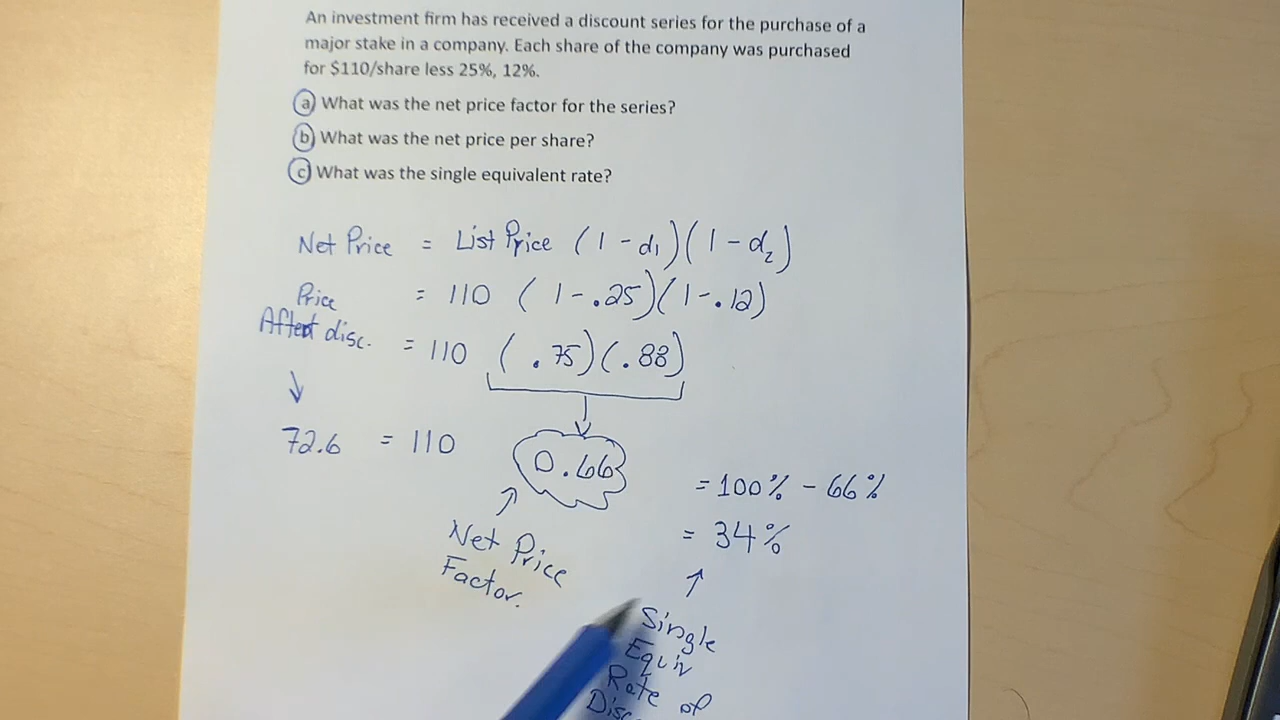 An investment firm has received a discount series for the purchase of a
major stake in a company. Each share of the company was purchased
for $110/share less 25%, 12%.
a) What was the net price factor for the series?
b) What was the net price per share?
c) What was the single equivalent rate?
Net Price = List Price (1-d1)(1-d2)
Price = 110 (1-.25)(1-.12)
After disc. = 110 (.75)(.88)
72.6 = 110 0.66
= 100% - 66%
= 34%
Net Price
Factor.
Single
Equiv
Rate of